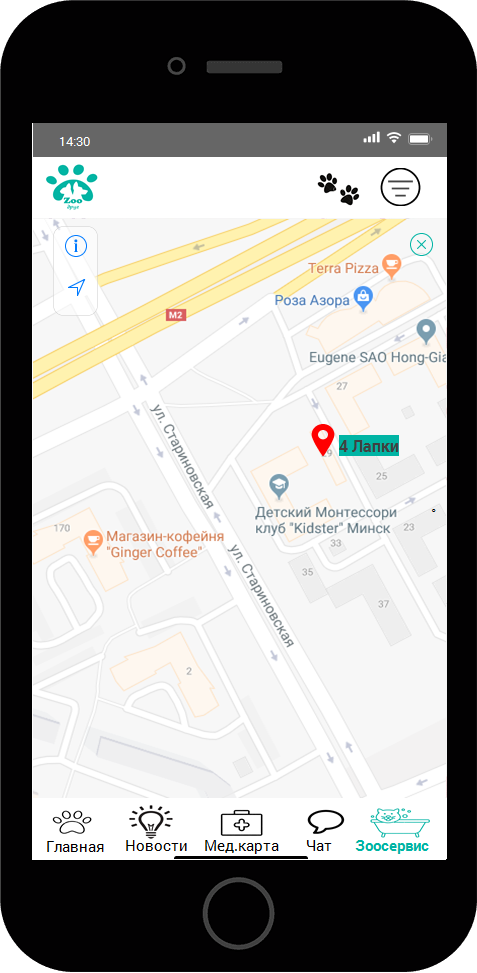 14:30
Zoo
друг
Terra Pizza
Роза Азора
M2
Eugene SAO Hong-Gia
27
4 Лапки
29
ул. Стариновская
25
Детский Монтессори
клуб "Kidster" Минск
23
170
Магазин-кофейня
"Ginger Coffee"
33
ул. Стариновская
35
37
2
Главная
Новости
Мед.карта
Чат
Зоосервис